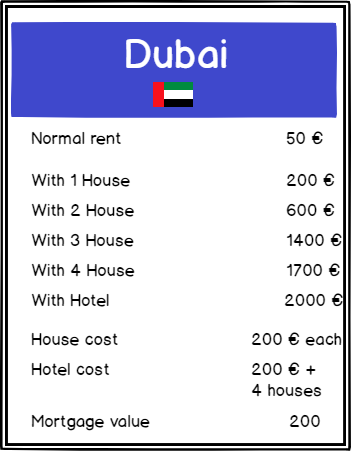 Dubai
Normal rent 50 €
With 1 House 200 €
With 2 House 600 €
With 3 House 1400 €
With 4 House 1700 €
With Hotel 2000 €
House cost 200 € each
Hotel cost 200 € +
4 houses
Mortgage value 200